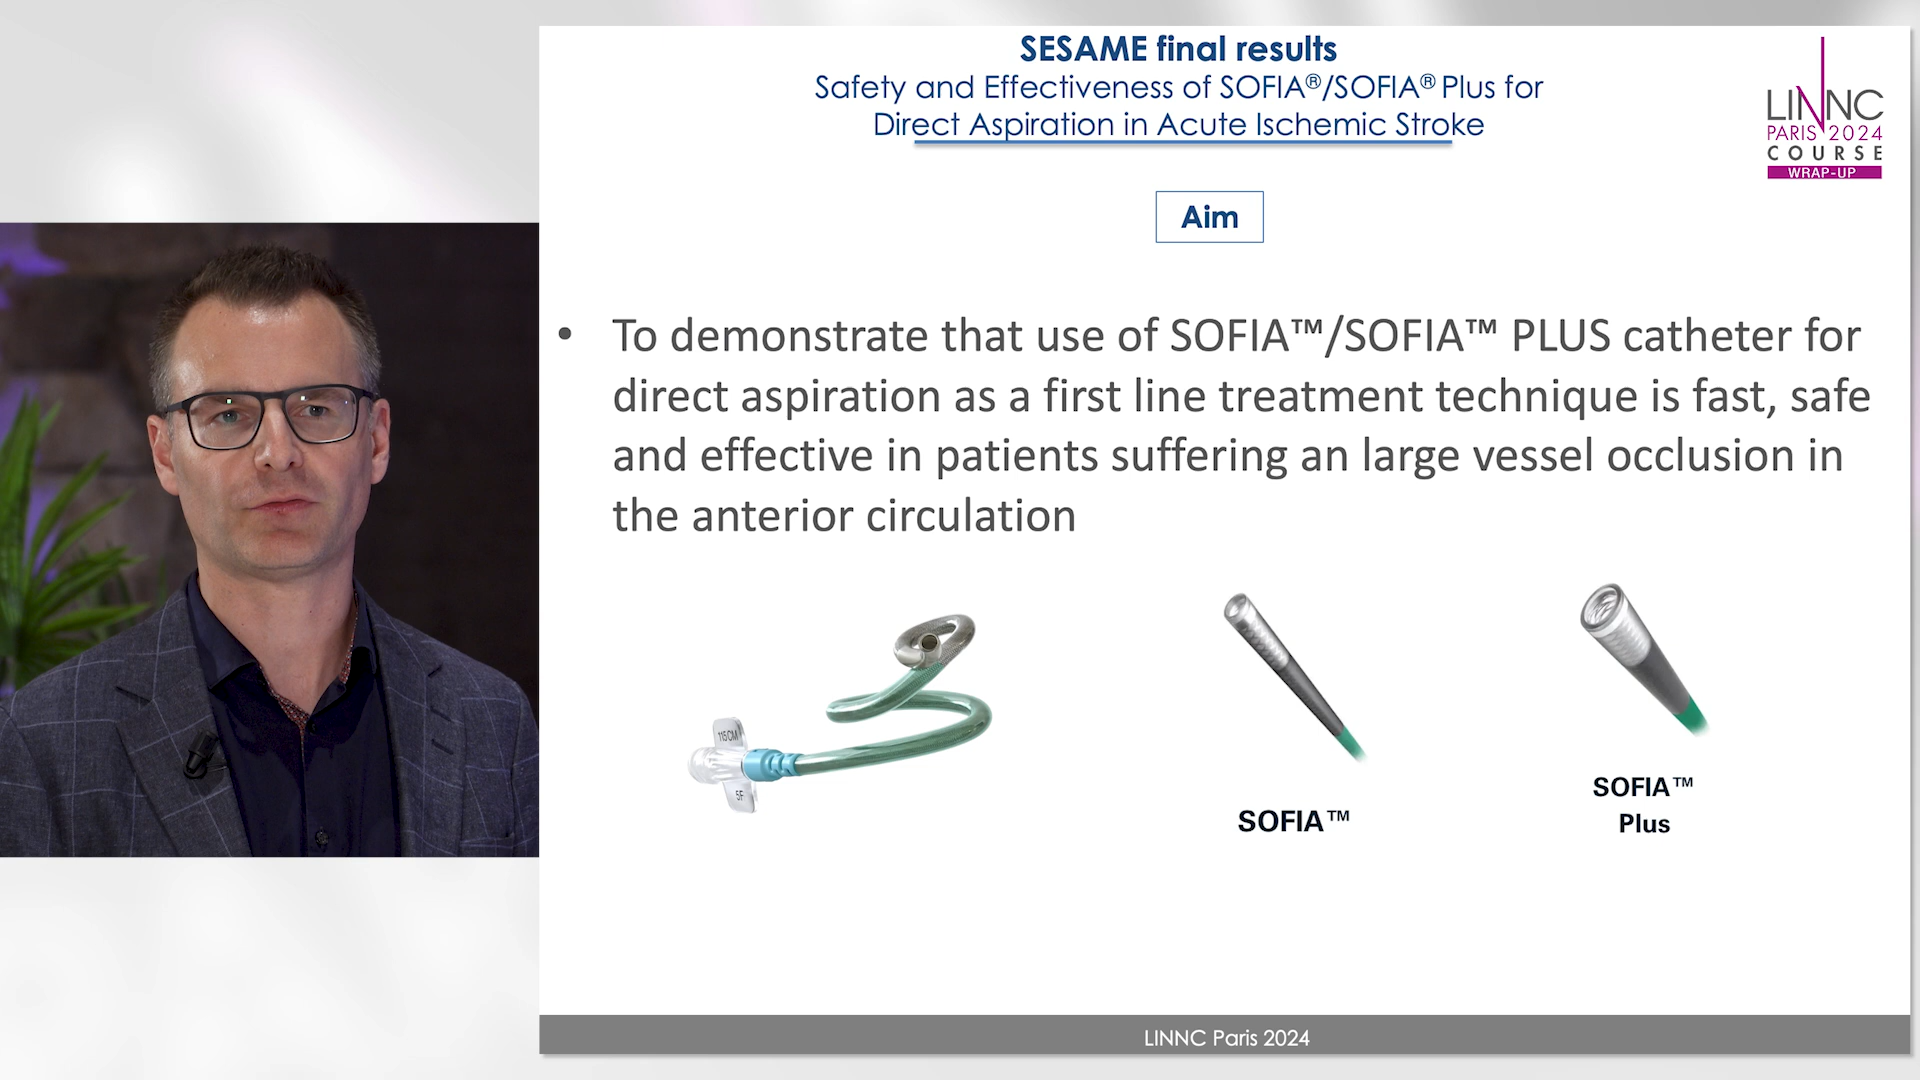 SESAME final results
Safety and Effectiveness of SOFIA®/SOFIA® Plus for
Direct Aspiration in Acute Ischemic Stroke
LINNC
PARIS 2024
COURSE
WRAP-UP
Aim
• To demonstrate that use of SOFIA™/SOFIA™ PLUS catheter for
direct aspiration as a first line treatment technique is fast, safe
and effective in patients suffering an large vessel occlusion in
the anterior circulation
115CM
5F
SOFIA™
SOFIA™
Plus
LINNC Paris 2024